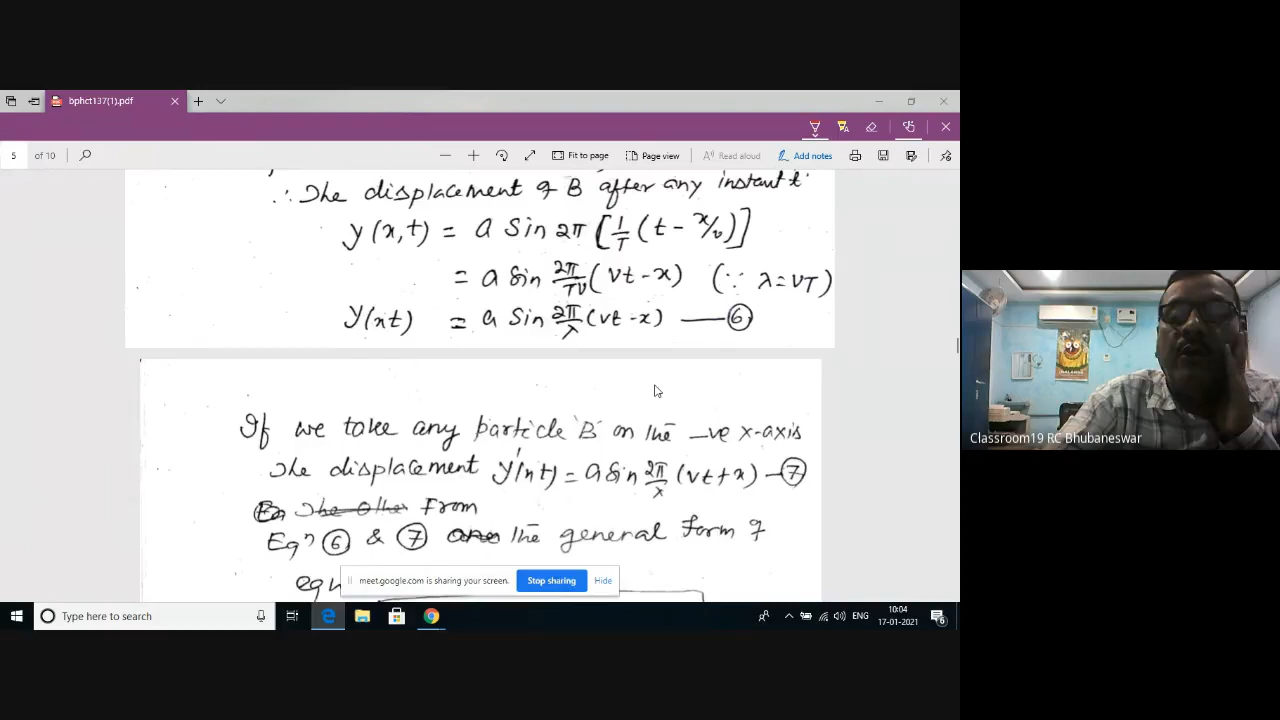 bphct137(1).pdf
5 of 10
Fit to page
Page view
Read aloud
Add notes
∴ The displacement of B after any instant t
y(x,t) = a Sin 2π [1/T (t - x/v)]
= a Sin 2π/Tv (vt - x) (∵ λ = vT)
y(xt) = a Sin 2π/λ (vt - x) — ⑥
If we take any particle B' on the -ve x-axis
The displacement y'(xt) = a Sin 2π/λ (vt + x) — ⑦
From
Eqⁿ ⑥ & ⑦ the general form of
equ
meet.google.com is sharing your screen.
Stop sharing
Hide
Classroom19 RC Bhubaneswar
Type here to search
ENG
10:04
17-01-2021
6